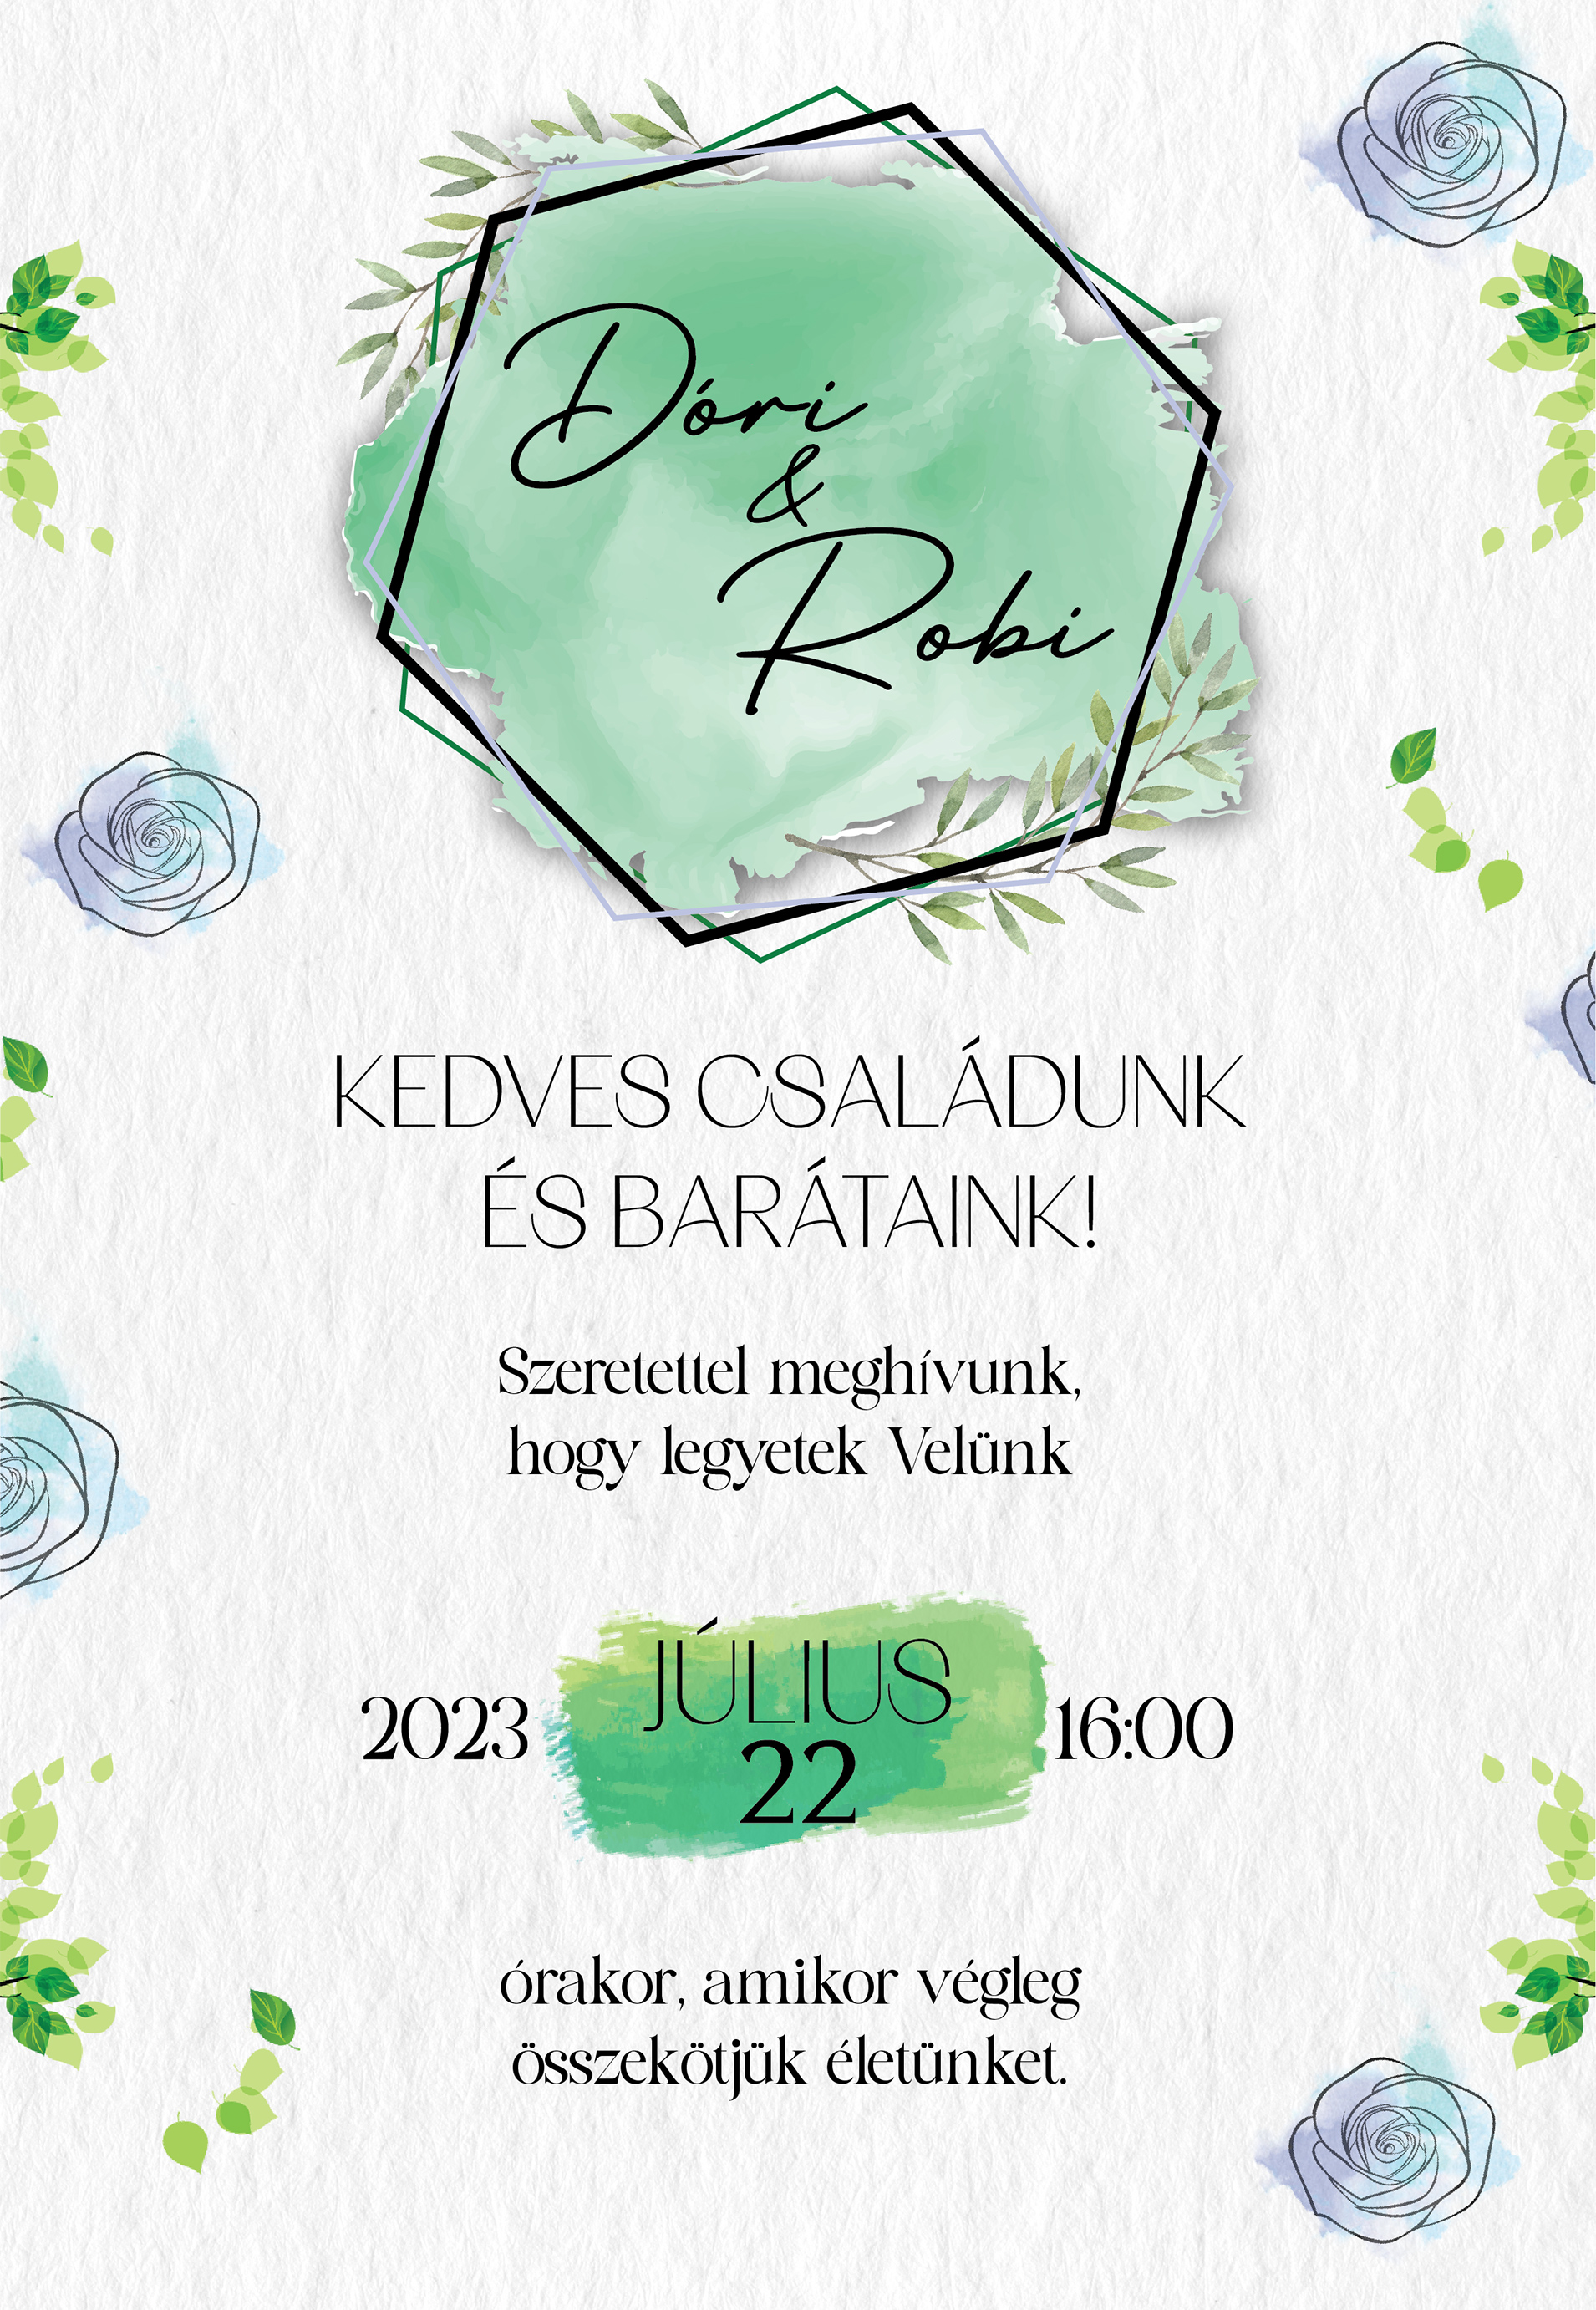 Dóri
&
Robi
KEDVES CSALÁDUNK
ÉS BARÁTAINK!
Szeretettel meghívunk,
hogy legyetek Velünk
2023 JÚLIUS 22 16:00
órakor, amikor végleg
összekötjük életünket.